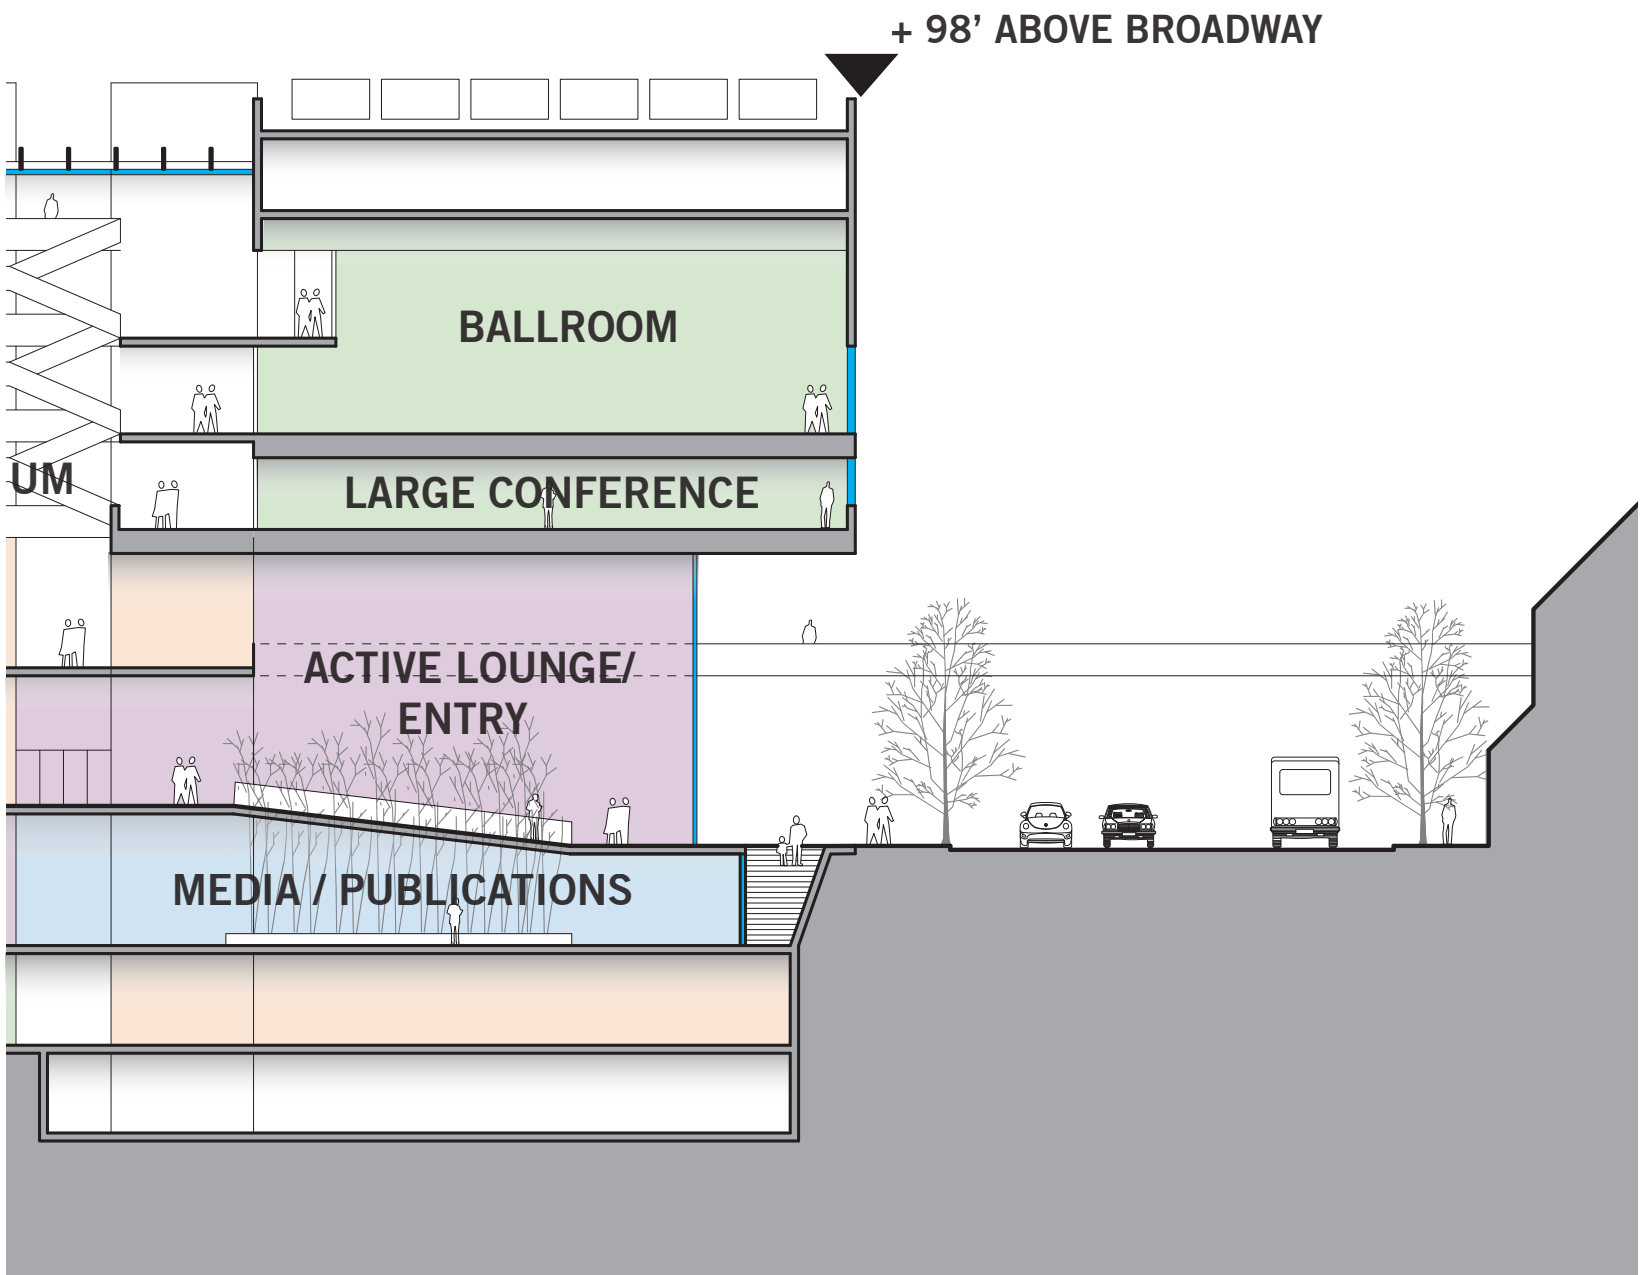 + 98’ ABOVE BROADWAY
BALLROOM
UM
LARGE CONFERENCE
ACTIVE LOUNGE/
ENTRY
MEDIA / PUBLICATIONS